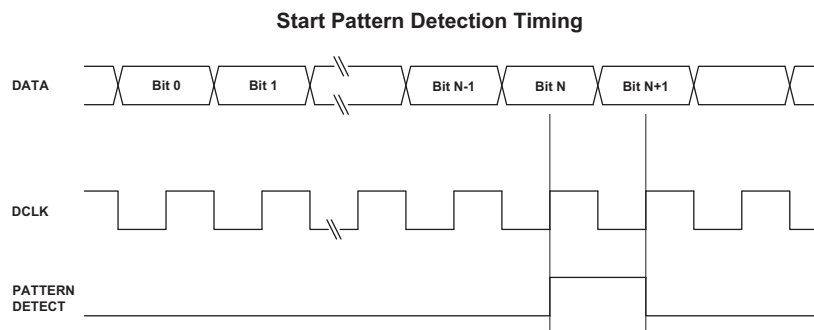 Start Pattern Detection Timing
DATA
Bit 0
Bit 1
Bit N-1
Bit N
Bit N+1
DCLK
PATTERN
DETECT